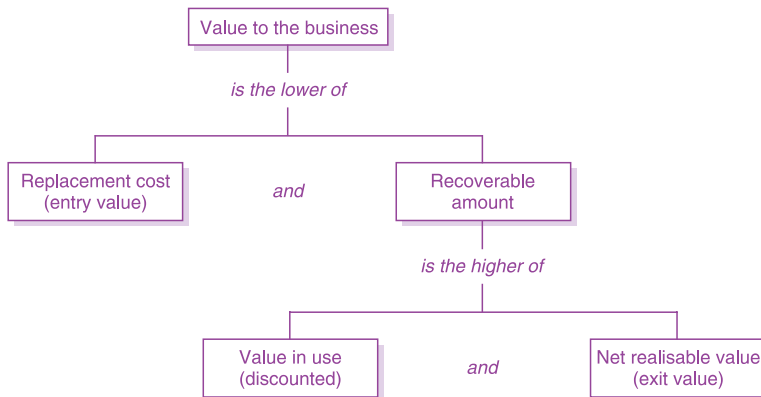 Value to the business
is the lower of
Replacement cost
(entry value)
and
Recoverable
amount
is the higher of
Value in use
(discounted)
and
Net realisable value
(exit value)